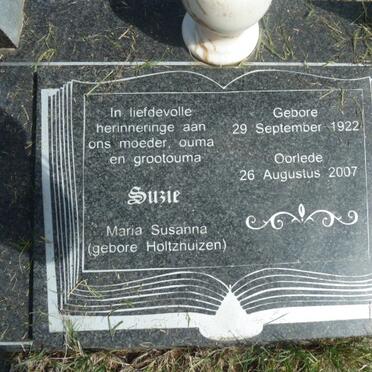 In liefdevolle
herinneringe aan
ons moeder, ouma
en grootouma
Suzie
Maria Susanna
(gebore Holtzhuizen)
Gebore
29 September 1922
Oorlede
26 Augustus 2007